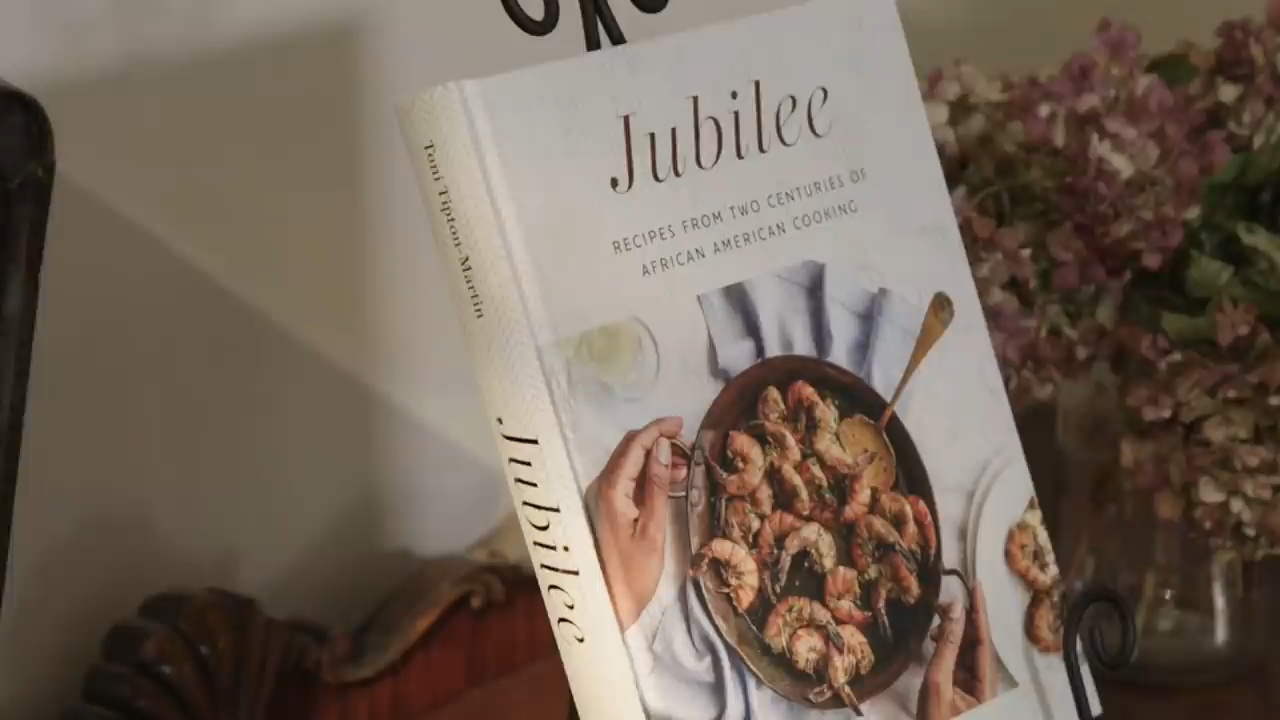 Jubilee
RECIPES FROM TWO CENTURIES OF
AFRICAN AMERICAN COOKING
Toni Tipton-Martin
Jubilee